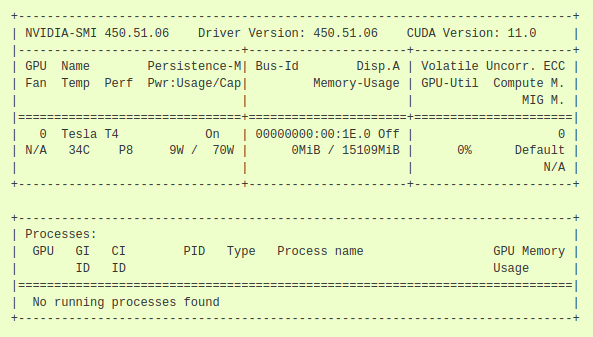 +-----------------------------------------------------------------------------+
| NVIDIA-SMI 450.51.06    Driver Version: 450.51.06    CUDA Version: 11.0     |
|-------------------------------+----------------------+----------------------+
| GPU  Name        Persistence-M| Bus-Id        Disp.A | Volatile Uncorr. ECC |
| Fan  Temp  Perf  Pwr:Usage/Cap|         Memory-Usage | GPU-Util  Compute M. |
|                               |                      |               MIG M. |
|===============================+======================+======================|
|   0  Tesla T4            On   | 00000000:00:1E.0 Off |                    0 |
| N/A   34C    P8     9W /  70W |      0MiB / 15109MiB |      0%      Default |
|                               |                      |                  N/A |
+-------------------------------+----------------------+----------------------+

+-----------------------------------------------------------------------------+
| Processes:                                                                  |
|  GPU   GI   CI        PID   Type   Process name                  GPU Memory |
|        ID   ID                                                   Usage      |
|=============================================================================|
|  No running processes found                                                 |
+-----------------------------------------------------------------------------+